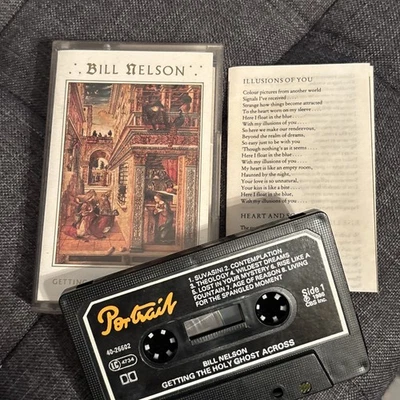 BILL NELSON
GETTING
ILLUSIONS OF YOU
Colour pictures from another world
Signals I've received
Strange how things become attracted
To the heart worn on my sleeve
Here I float in the blue . . .
With my illusions of you . . .
So here we make our rendezvous,
Beyond the realm of dreams,
So easy just to be with you
Though nothing's as it seems
Here I float in the blue . . .
With my illusions of you . . .
My heart is like an empty room,
Haunted by the night,
Your love is so unnatural,
Your kiss is like a bite . . .
Here I float in the blue . . .
With my illusions of you . . .
HEART AND
Portrait
40-26602
LC 4734
1. SUVASINI 2. CONTEMPLATION
3. THEOLOGY 4. WILDEST DREAMS
5. LOST IN YOUR MYSTERY 6. RISE LIKE A
FOUNTAIN 7. AGE OF REASON 8. LIVING
FOR THE SPANGLED MOMENT
Side 1
℗ 1986
CBS Inc.
BILL NELSON
GETTING THE HOLY GHOST ACROSS